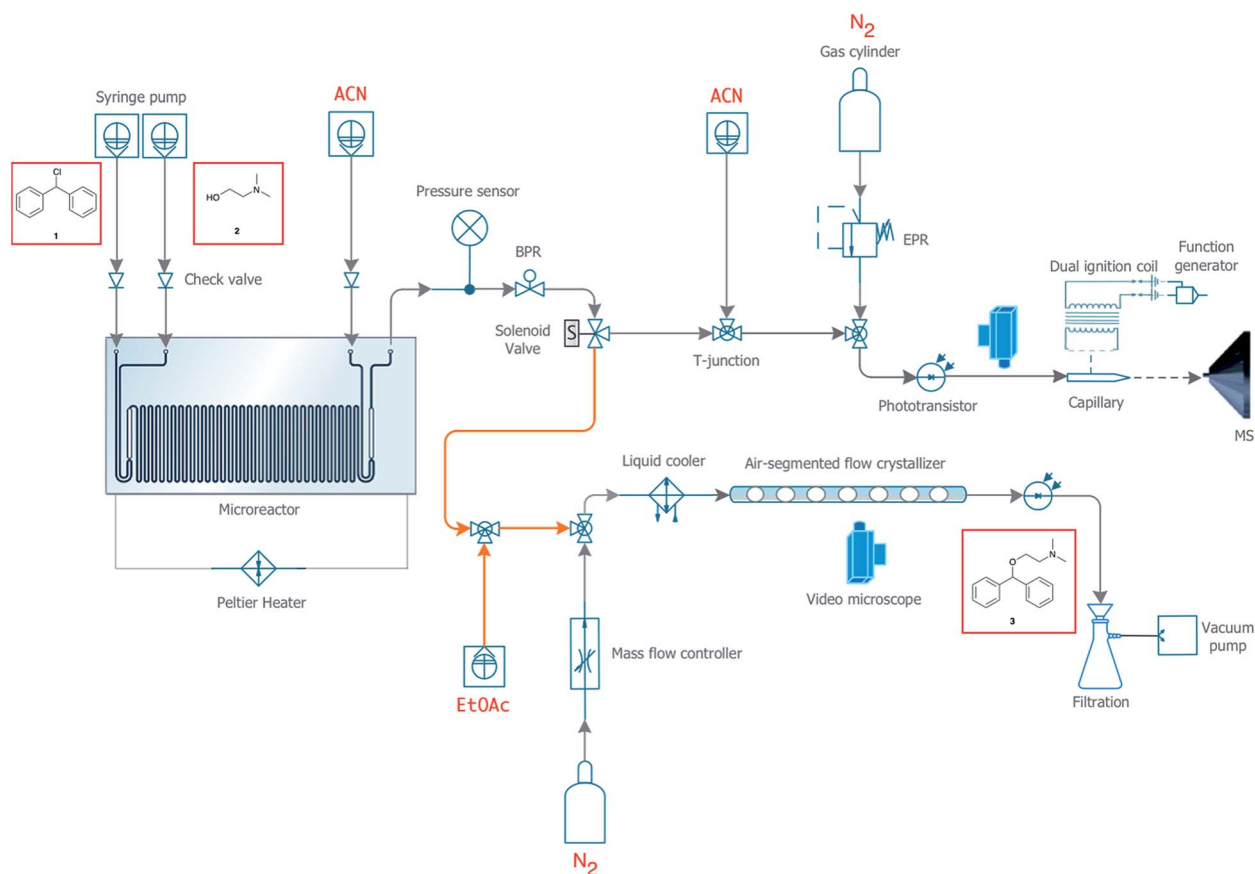 N2
Gas cylinder
Syringe pump
ACN
ACN
Cl
1
HO
N
2
Pressure sensor
Check valve
BPR
EPR
Dual ignition coil
Function
generator
Solenoid
Valve
S
T-junction
Phototransistor
Capillary
MS
Liquid cooler
Air-segmented flow crystallizer
Microreactor
Peltier Heater
Video microscope
O
N
3
Mass flow controller
Vacuum
pump
EtOAc
Filtration
N2